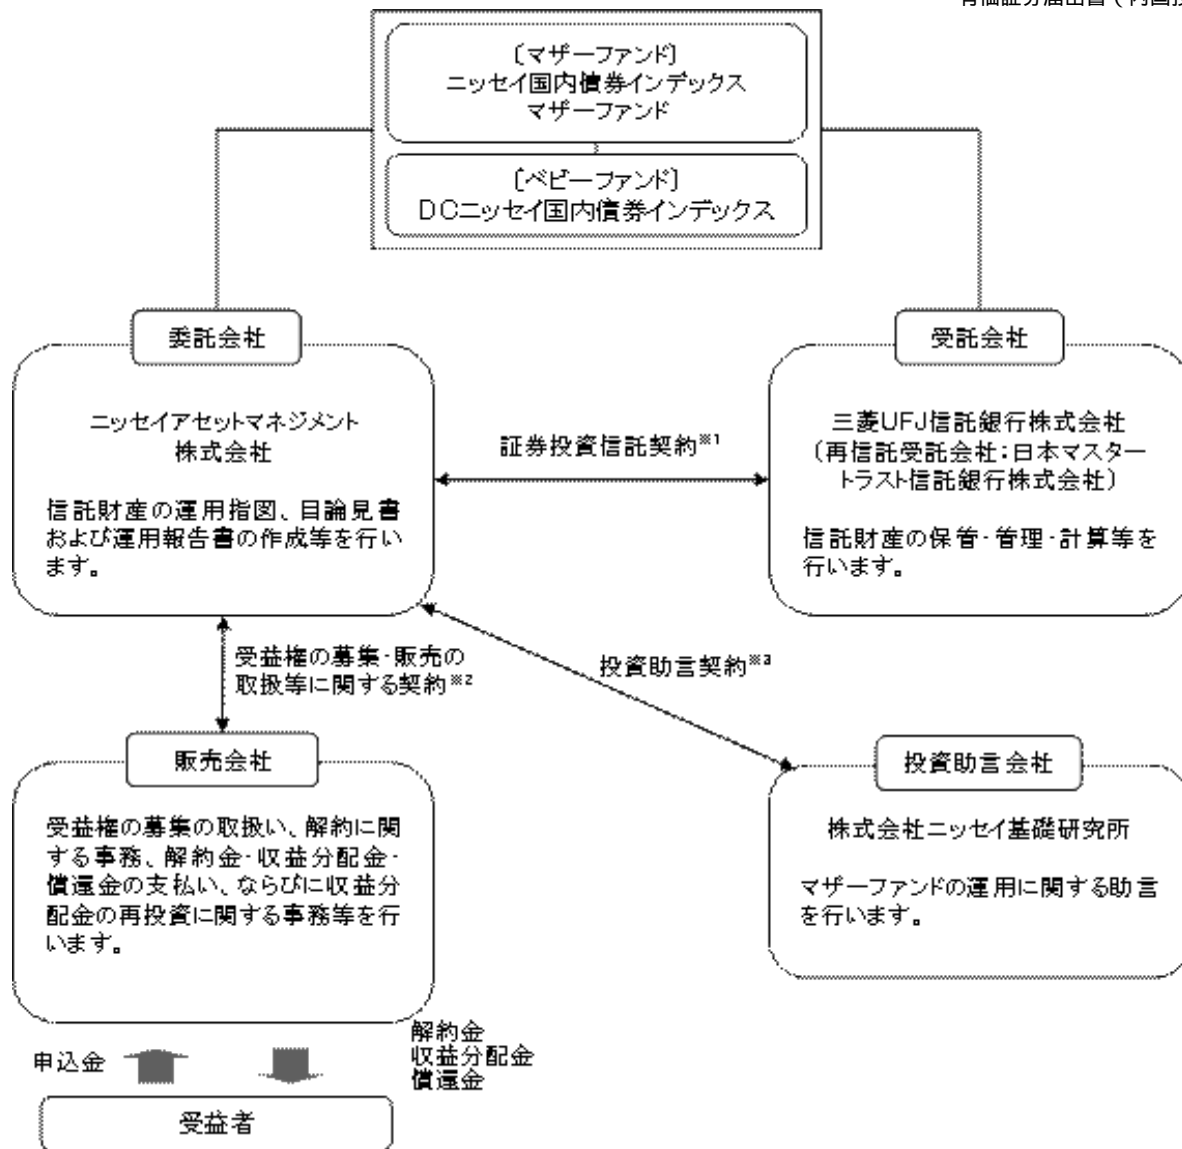 〔マザーファンド〕
ニッセイ国内債券インデックス
マザーファンド
〔ベビーファンド〕
DCニッセイ国内債券インデックス
委託会社
ニッセイアセットマネジメント
株式会社
信託財産の運用指図、目論見書
および運用報告書の作成等を行い
ます。
証券投資信託契約※1
受託会社
三菱UFJ信託銀行株式会社
(再信託受託会社:日本マスター
トラスト信託銀行株式会社)
信託財産の保管・管理・計算等を
行います。
受益権の募集・販売の
取扱等に関する契約※2
投資助言契約※3
販売会社
受益権の募集の取扱い、解約に関
する事務、解約金・収益分配金・
償還金の支払い、ならびに収益分
配金の再投資に関する事務等を行
います。
投資助言会社
株式会社ニッセイ基礎研究所
マザーファンドの運用に関する助言
を行います。
申込金
解約金
収益分配金
償還金
受益者